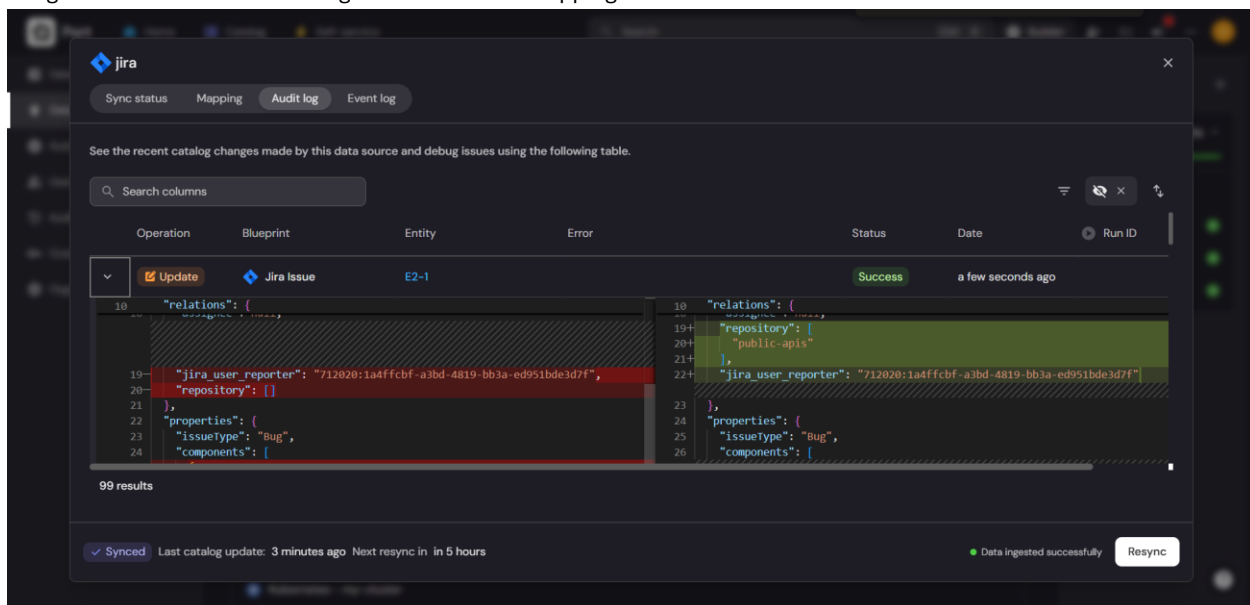 jira
Sync status Mapping Audit log Event log
See the recent catalog changes made by this data source and debug issues using the following table.
Search columns
Operation Blueprint Entity Error Status Date Run ID
Update Jira Issue E2-1 Success a few seconds ago
10 "relations": {
19- "jira_user_reporter": "712020:1a4ffcbf-a3bd-4819-bb3a-ed951bde3d7f",
20- "repository": []
21 },
22 "properties": {
23 "issueType": "Bug",
24 "components": [
10 "relations": {
19+ "repository": [
20+ "public-apis"
21+ ],
22+ "jira_user_reporter": "712020:1a4ffcbf-a3bd-4819-bb3a-ed951bde3d7f"
23 },
24 "properties": {
25 "issueType": "Bug",
26 "components": [
99 results
Synced Last catalog update: 3 minutes ago Next resync in in 5 hours
Data ingested successfully Resync